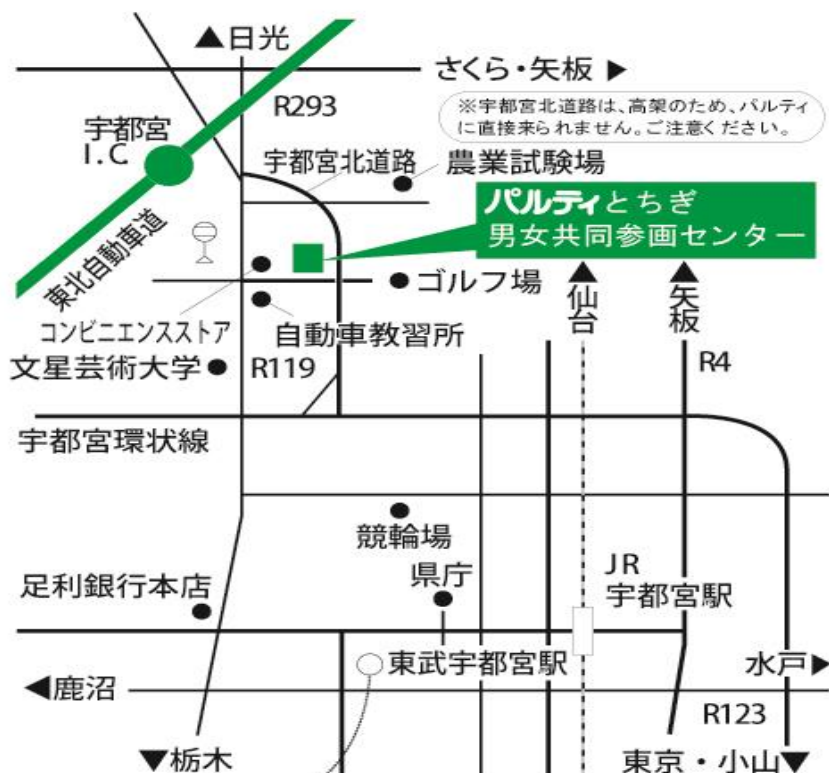 ▲日光
さくら・矢板 ▶
R293
※宇都宮北道路は、高架のため、パルティ
に直接来られません。ご注意ください。
宇都宮
I.C
宇都宮北道路
農業試験場
パルティとちぎ
男女共同参画センター
東北自動車道
ゴルフ場
▲仙台
▲矢板
コンビニエンスストア
自動車教習所
文星芸術大学
R119
R4
宇都宮環状線
競輪場
県庁
JR
宇都宮駅
足利銀行本店
東武宇都宮駅
水戸▶
◀鹿沼
R123
▼栃木
東京・小山▼